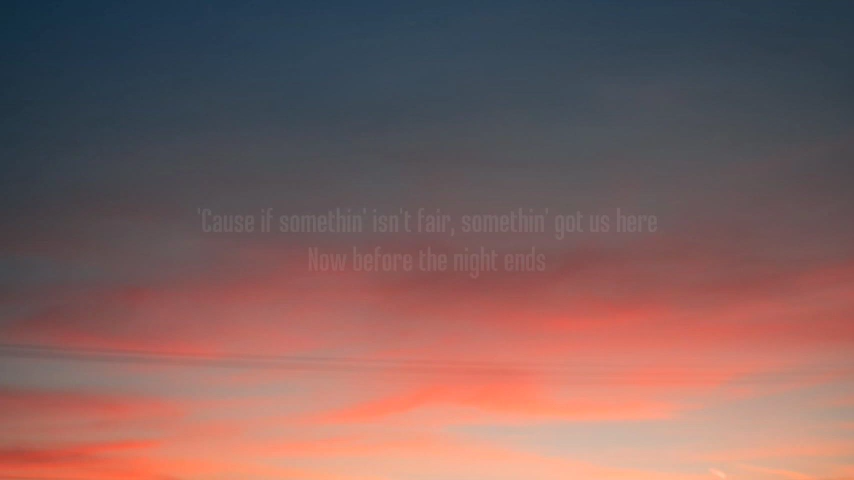 'Cause if somethin' isn't fair, somethin' got us here
Now before the night ends